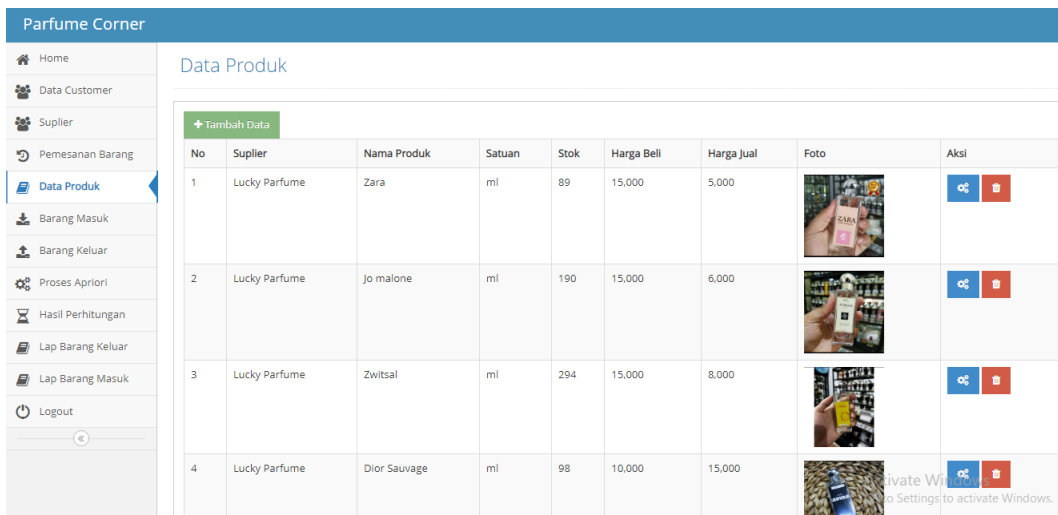 Parfume Corner
Home
Data Customer
Suplier
Pemesanan Barang
Data Produk
Barang Masuk
Barang Keluar
Proses Apriori
Hasil Perhitungan
Lap Barang Keluar
Lap Barang Masuk
Logout
Data Produk
Tambah Data
No Suplier Nama Produk Satuan Stok Harga Beli Harga Jual Foto Aksi
1 Lucky Parfume Zara ml 89 15,000 5,000
ZARA
2 Lucky Parfume Jo malone ml 190 15,000 6,000
3 Lucky Parfume Zwitsal ml 294 15,000 8,000
4 Lucky Parfume Dior Sauvage ml 98 10,000 15,000
to Settings to activate Windows.